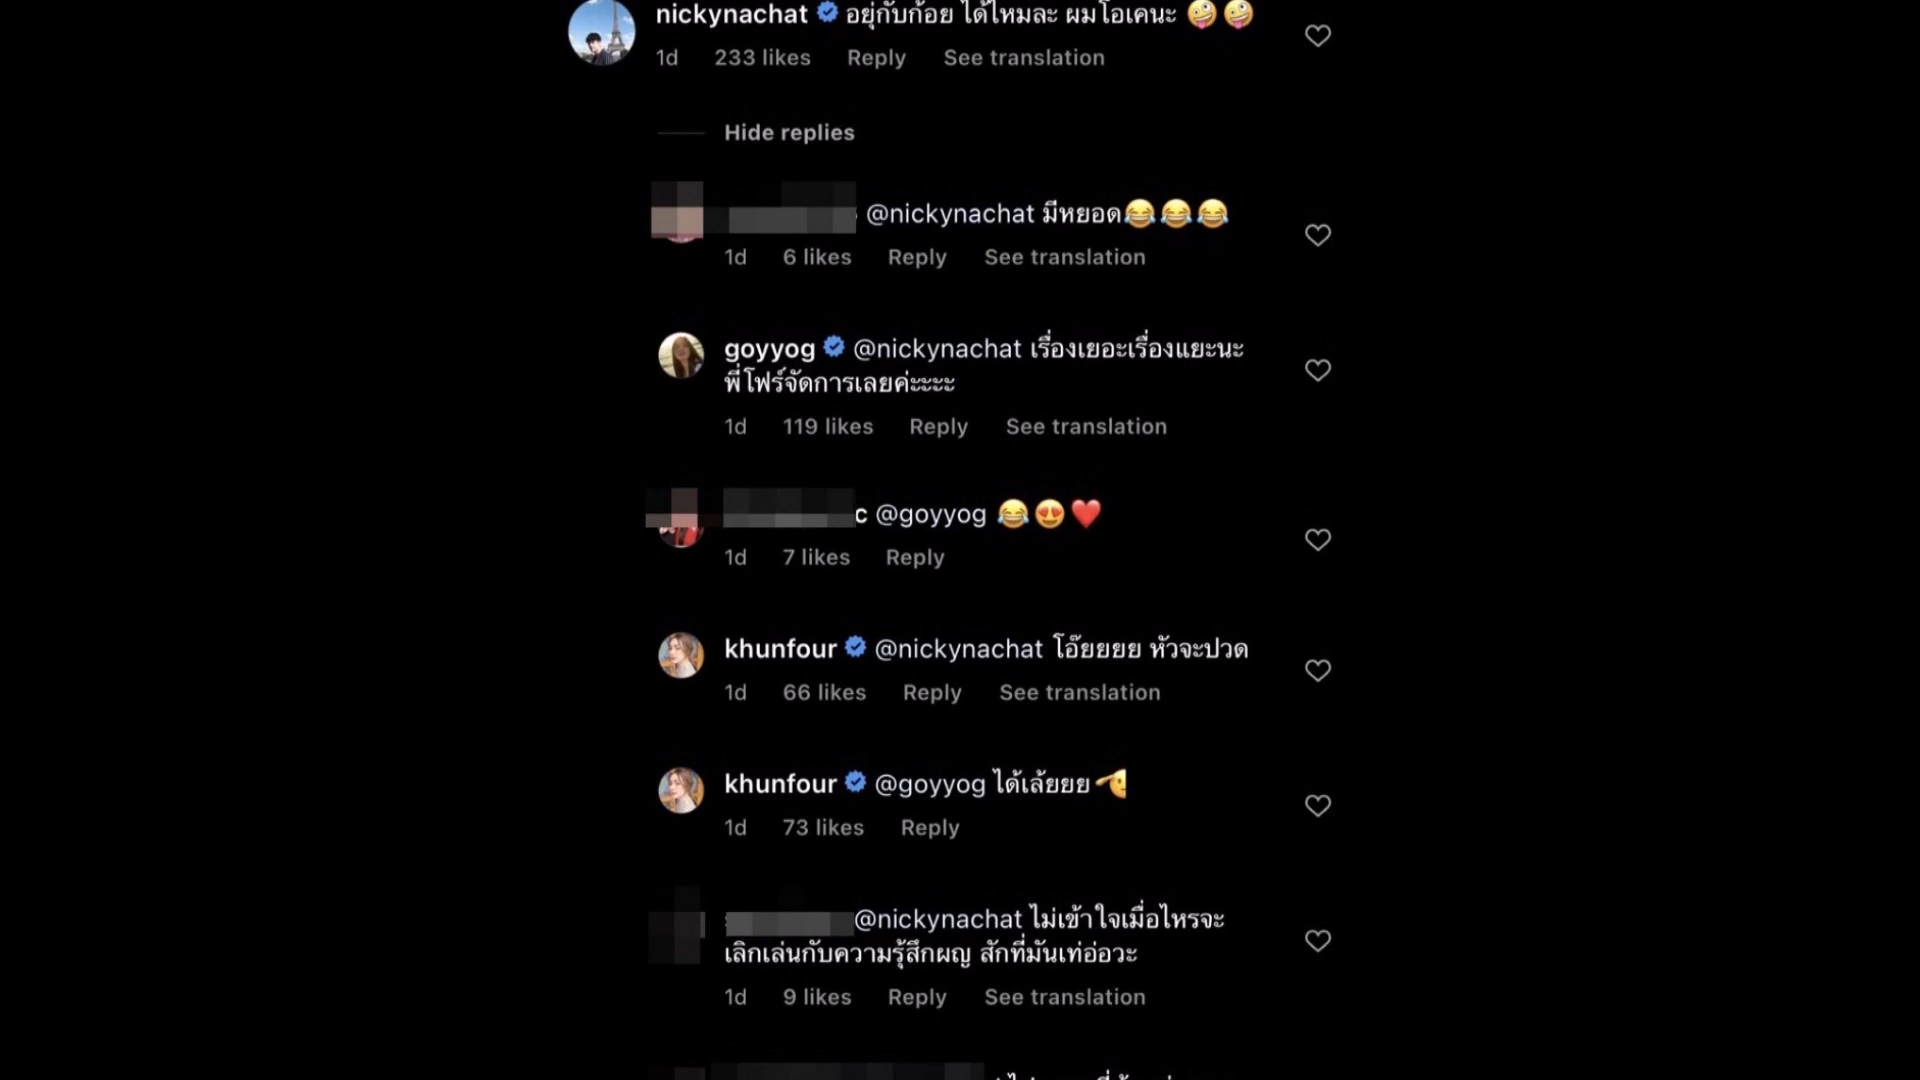 nickynachat อยู่กับก้อย ได้ไหมละ ผมโอเคนะ 🤪🤪
1d 233 likes Reply See translation
Hide replies
@nickynachat มีหยอด😂😂😂
1d 6 likes Reply See translation
goyyog @nickynachat เรื่องเยอะเรื่องแยะนะ
พี่โฟร์จัดการเลยค่ะะะะ
1d 119 likes Reply See translation
c @goyyog 😂😍❤️
1d 7 likes Reply
khunfour @nickynachat โอ๊ยยยย หัวจะปวด
1d 66 likes Reply See translation
khunfour @goyyog ได้เล้ยยย🫡
1d 73 likes Reply
@nickynachat ไม่เข้าใจเมื่อไหรจะ
เลิกเล่นกับความรุ้สึกผญ สักที่มันเท่อ่อวะ
1d 9 likes Reply See translation